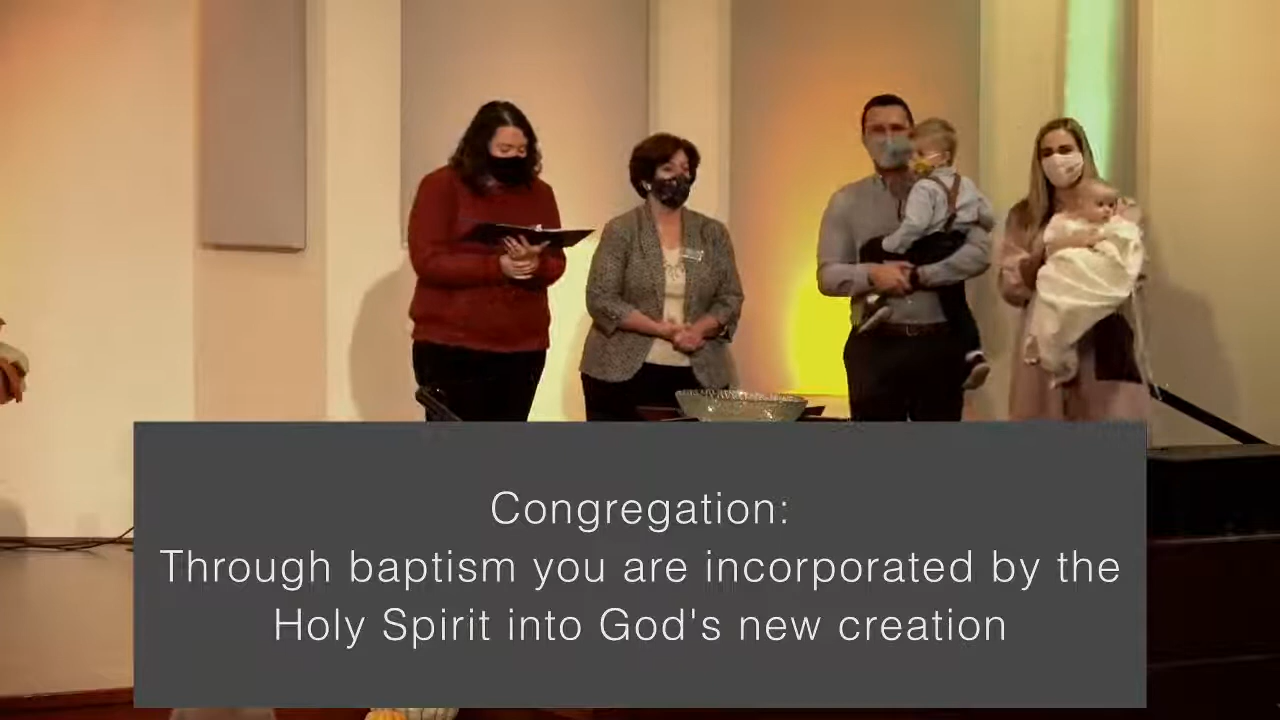 Congregation:
Through baptism you are incorporated by the
Holy Spirit into God's new creation